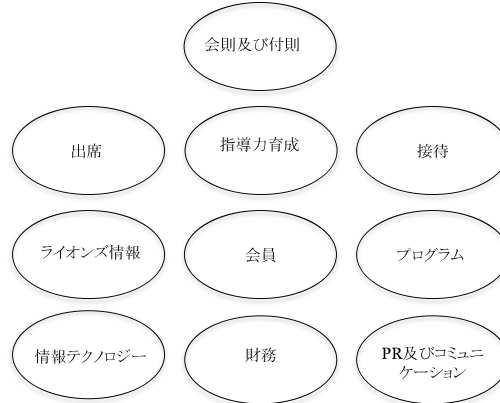 会則及び付則
出席
指導力育成
接待
ライオンズ情報
会員
プログラム
情報テクノロジー
財務
PR及びコミュニ
ケーション